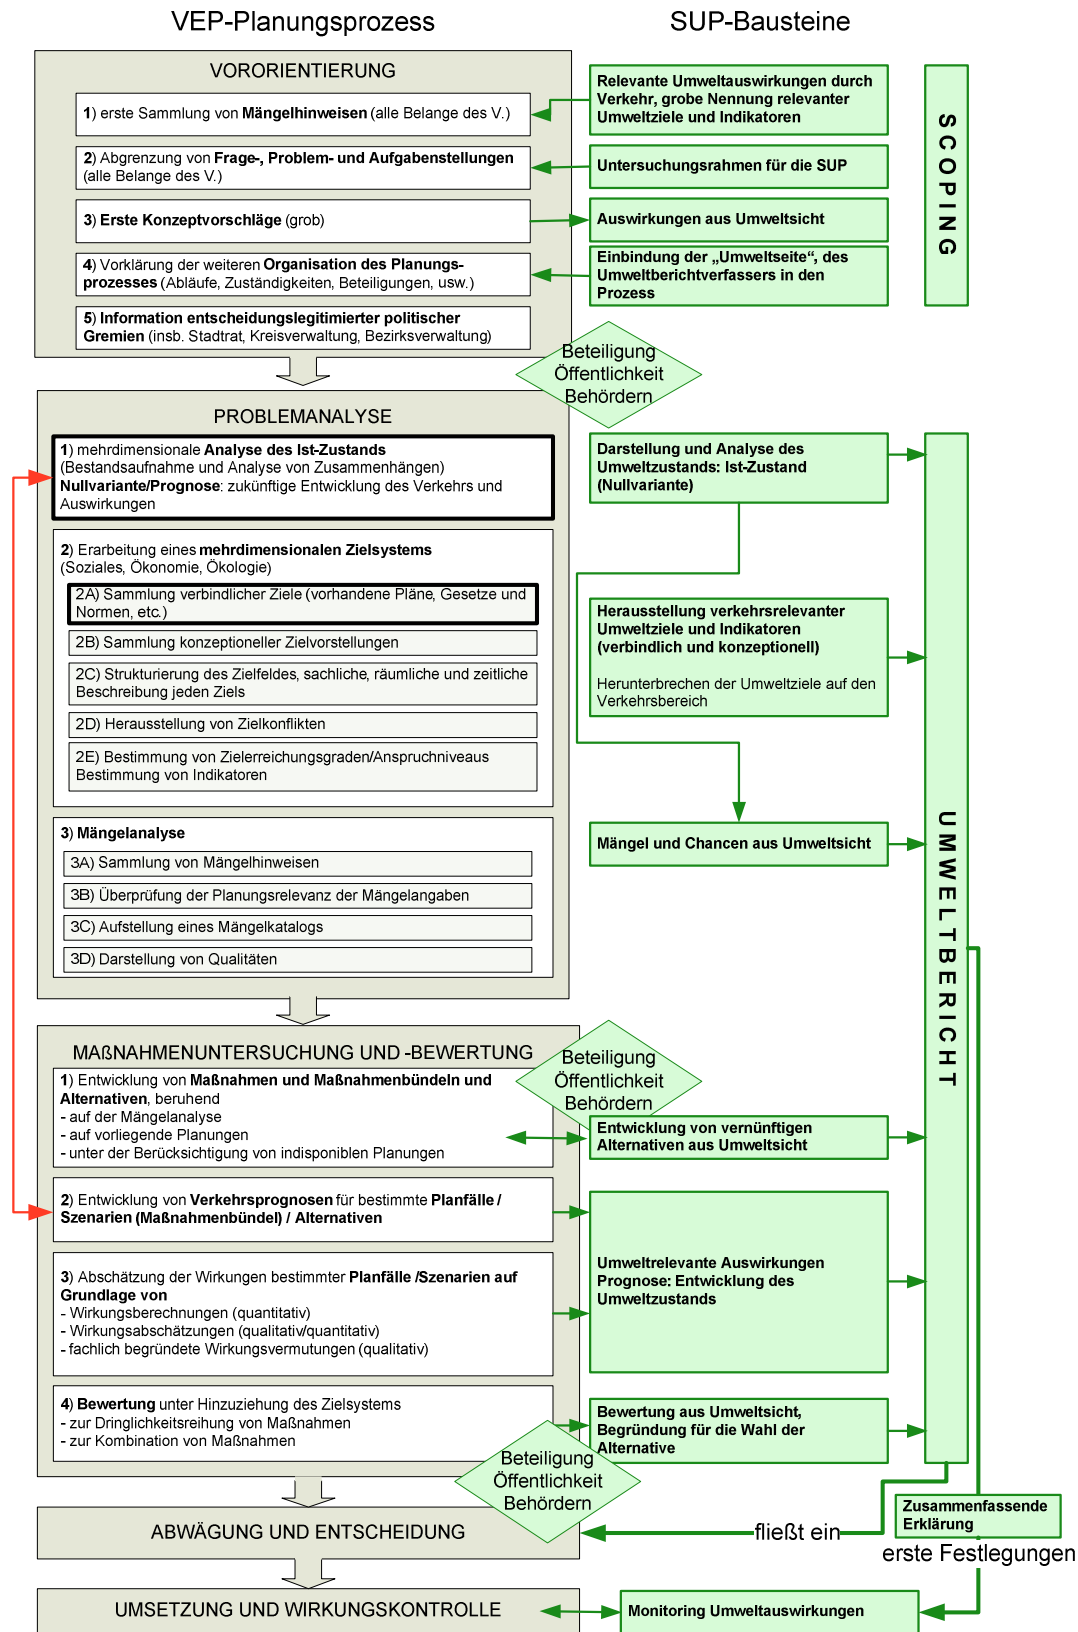 VEP-Planungsprozess
SUP-Bausteine
VORORIENTIERUNG
1) erste Sammlung von Mängelhinweisen (alle Belange des V.)
2) Abgrenzung von Frage-, Problem- und Aufgabenstellungen
(alle Belange des V.)
3) Erste Konzeptvorschläge (grob)
4) Vorklärung der weiteren Organisation des Planungs-
prozesses (Abläufe, Zuständigkeiten, Beteiligungen, usw.)
5) Information entscheidungslegitimierter politischer
Gremien (insb. Stadtrat, Kreisverwaltung, Bezirksverwaltung)
Relevante Umweltauswirkungen durch
Verkehr, grobe Nennung relevanter
Umweltziele und Indikatoren
Untersuchungsrahmen für die SUP
Auswirkungen aus Umweltsicht
Einbindung der „Umweltseite“, des
Umweltberichtverfassers in den
Prozess
SCOPING
Beteiligung
Öffentlichkeit
Behörden
PROBLEMANALYSE
1) mehrdimensionale Analyse des Ist-Zustands
(Bestandsaufnahme und Analyse von Zusammenhängen)
Nullvariante/Prognose: zukünftige Entwicklung des Verkehrs und
Auswirkungen
2) Erarbeitung eines mehrdimensionalen Zielsystems
(Soziales, Ökonomie, Ökologie)
2A) Sammlung verbindlicher Ziele (vorhandene Pläne, Gesetze und
Normen, etc.)
2B) Sammlung konzeptioneller Zielvorstellungen
2C) Strukturierung des Zielfeldes, sachliche, räumliche und zeitliche
Beschreibung jeden Ziels
2D) Herausstellung von Zielkonflikten
2E) Bestimmung von Zielerreichungsgraden/Anspruchniveaus
Bestimmung von Indikatoren
3) Mängelanalyse
3A) Sammlung von Mängelhinweisen
3B) Überprüfung der Planungsrelevanz der Mängelangaben
3C) Aufstellung eines Mängelkatalogs
3D) Darstellung von Qualitäten
Darstellung und Analyse des
Umweltzustands: Ist-Zustand
(Nullvariante)
Herausstellung verkehrsrelevanter
Umweltziele und Indikatoren
(verbindlich und konzeptionell)
Herunterbrechen der Umweltziele auf den
Verkehrsbereich
Mängel und Chancen aus Umweltsicht
UMWELTBERICHT
MAßNAHMENUNTERSUCHUNG UND -BEWERTUNG
1) Entwicklung von Maßnahmen und Maßnahmenbündeln und
Alternativen, beruhend
- auf der Mängelanalyse
- auf vorliegende Planungen
- unter der Berücksichtigung von indisponiblen Planungen
Beteiligung
Öffentlichkeit
Behörden
Entwicklung von vernünftigen
Alternativen aus Umweltsicht
2) Entwicklung von Verkehrsprognosen für bestimmte Planfälle /
Szenarien (Maßnahmenbündel) / Alternativen
3) Abschätzung der Wirkungen bestimmter Planfälle /Szenarien auf
Grundlage von
- Wirkungsberechnungen (quantitativ)
- Wirkungsabschätzungen (qualitativ/quantitativ)
- fachlich begründete Wirkungsvermutungen (qualitativ)
Umweltrelevante Auswirkungen
Prognose: Entwicklung des
Umweltzustands
4) Bewertung unter Hinzuziehung des Zielsystems
- zur Dringlichkeitsreihung von Maßnahmen
- zur Kombination von Maßnahmen
Bewertung aus Umweltsicht,
Begründung für die Wahl der
Alternative
Beteiligung
Öffentlichkeit
Behörden
ABWÄGUNG UND ENTSCHEIDUNG
fließt ein
Zusammenfassende
Erklärung
erste Festlegungen
UMSETZUNG UND WIRKUNGSKONTROLLE
Monitoring Umweltauswirkungen